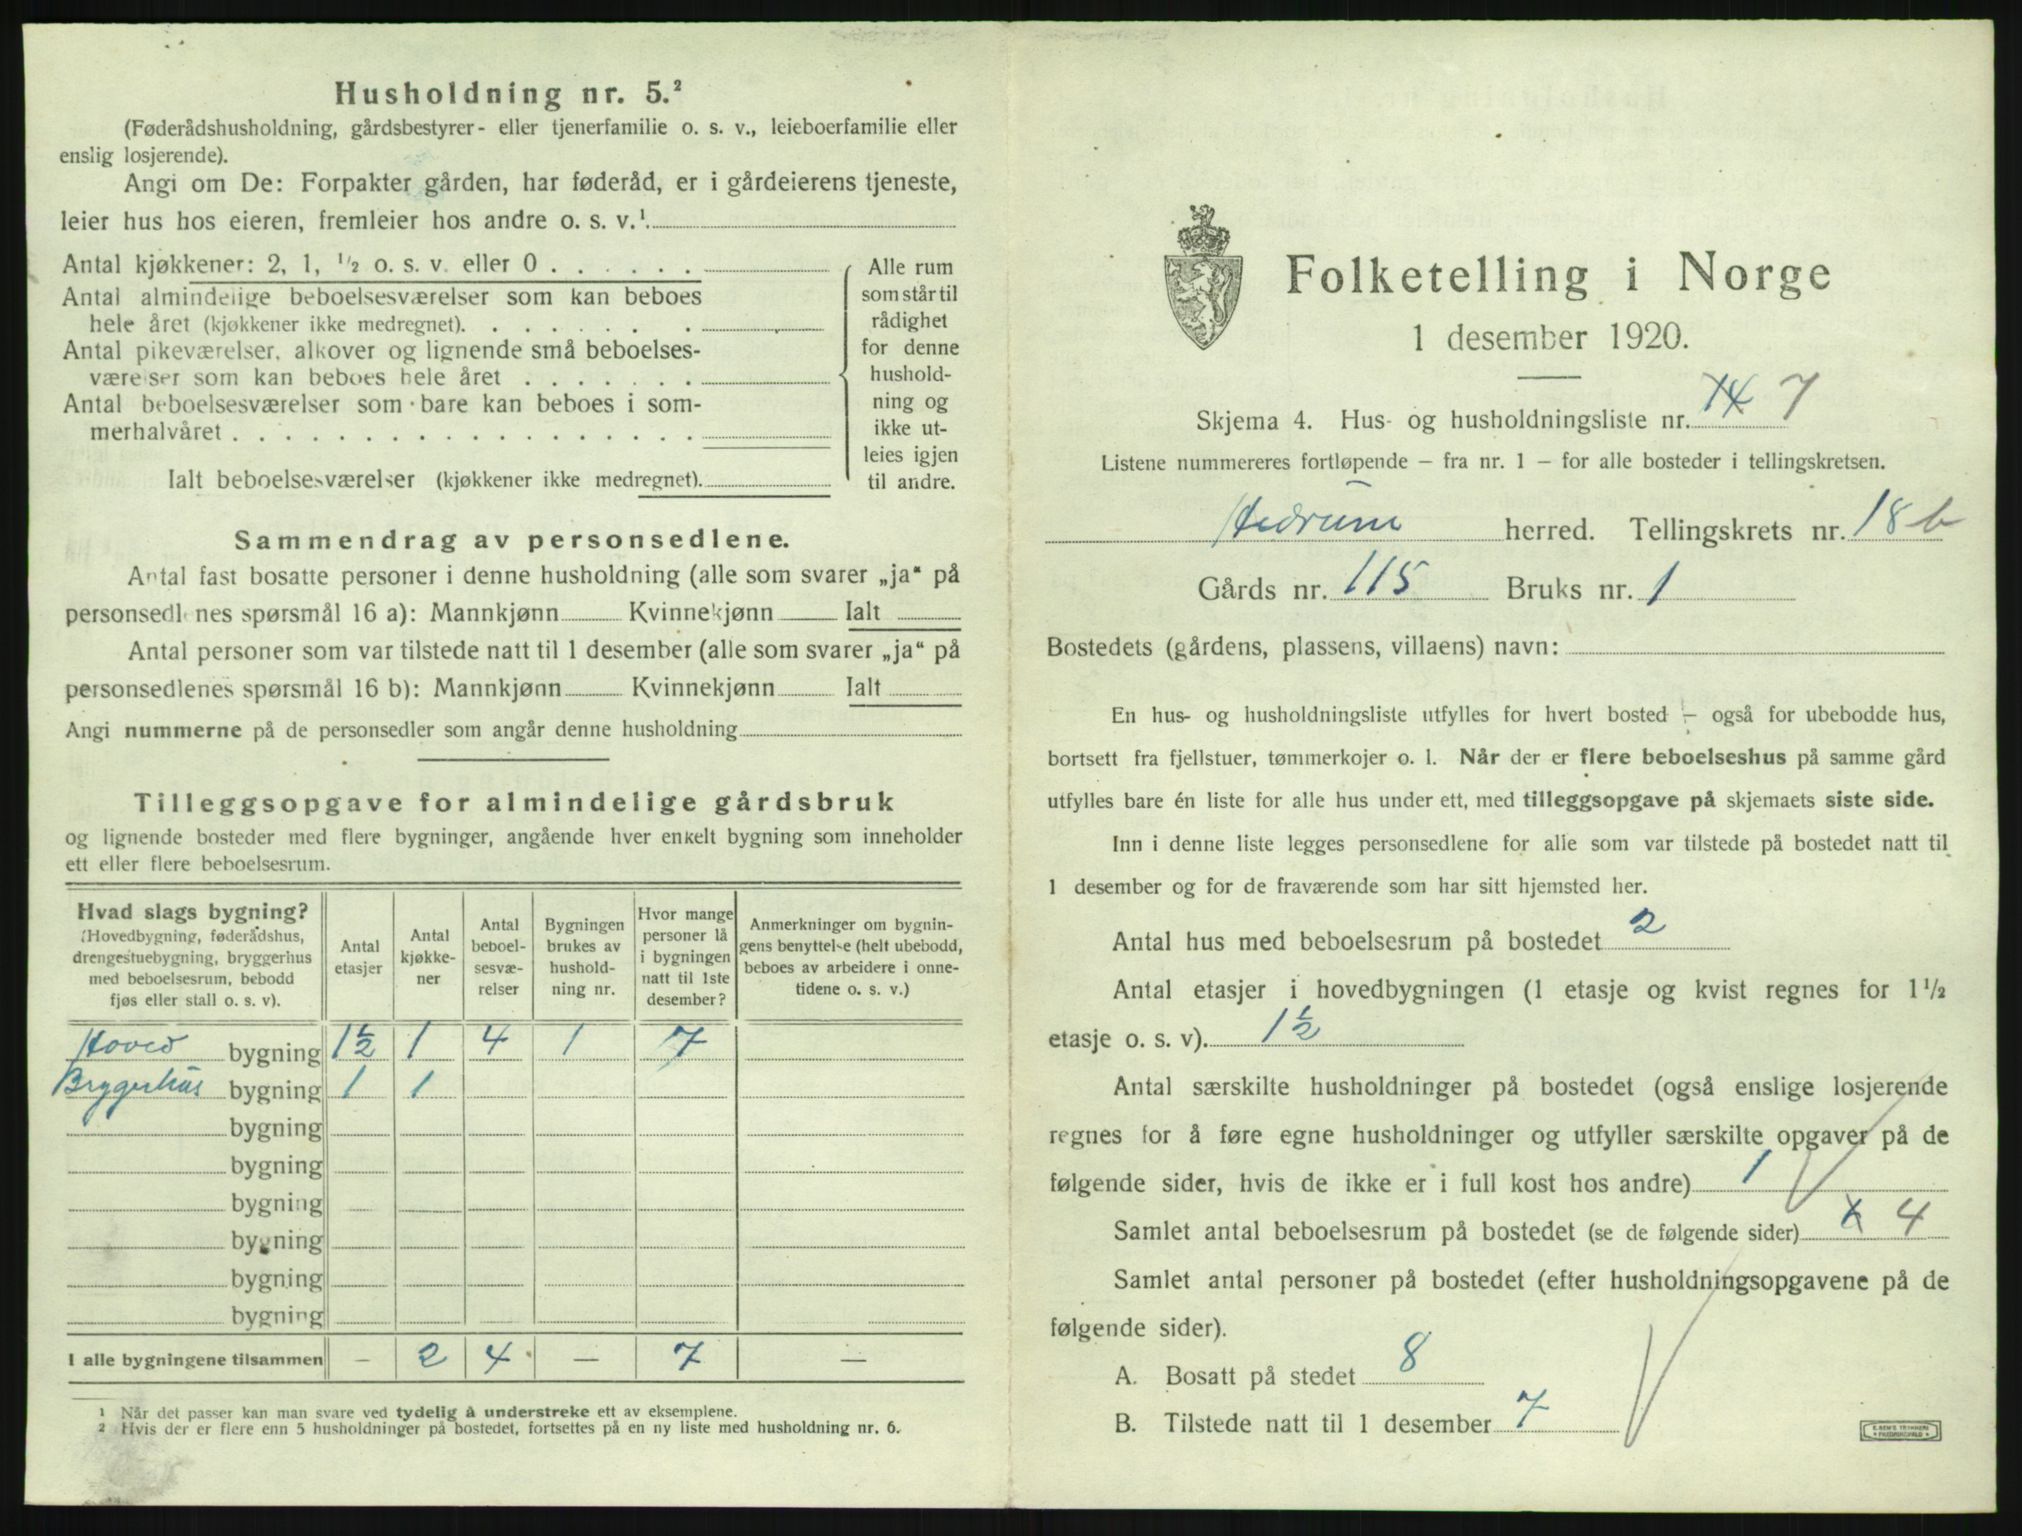 Husholdning nr. 5.²
(Føderådshusholdning, gårdsbestyrer- eller tjenerfamilie o. s. v., leieboerfamilie eller
enslig losjerende).
Angi om De: Forpakter gården, har føderåd, er i gårdeierens tjeneste,
leier hus hos eieren, fremleier hos andre o. s. v.¹
Antal kjøkkener: 2, 1, ½ o. s. v. eller 0
Antal almindelige beboelsesværelser som kan beboes
hele året (kjøkkener ikke medregnet).
Antal pikeværelser, alkover og lignende små beboelses-
værelser som kan beboes hele året
Antal beboelsesværelser som bare kan beboes i som-
merhalvåret
Ialt beboelsesværelser (kjøkkener ikke medregnet).
Alle rum
som står til
rådighet
for denne
hushold-
ning og
ikke ut-
leies igjen
til andre.
Sammendrag av personsedlene.
Antal fast bosatte personer i denne husholdning (alle som svarer „ja“ på
personsedlenes spørsmål 16 a): Mannkjønn Kvinnekjønn Ialt
Antal personer som var tilstede natt til 1 desember (alle som svarer „ja“ på
personsedlenes spørsmål 16 b): Mannkjønn Kvinnekjønn Ialt
Angi nummerne på de personsedler som angår denne husholdning
Tilleggsopgave for almindelige gårdsbruk
og lignende bosteder med flere bygninger, angående hver enkelt bygning som inneholder
ett eller flere beboelsesrum.
Hvad slags bygning?
(Hovedbygning, føderådshus,
drengestuebygning, bryggerhus
med beboelsesrum, bebodd
fjøs eller stall o. s. v).
Antal
etasjer
Antal
kjøkke-
ner
Antal
beboel-
sesvæ-
relser
Bygningen
brukes av
hushold-
ning nr.
Hvor mange
personer lå
i bygningen
natt til 1ste
desember?
Anmerkninger om bygnin-
gens benyttelse (helt ubebodd,
beboes av arbeidere i onne-
tidene o. s. v.)
Hoved bygning 1½ 1 4 1 7
Bryggerhus bygning 1 1
bygning
bygning
bygning
bygning
bygning
bygning
I alle bygningene tilsammen — 2 4 — 7 —
¹ Når det passer kan man svare ved tydelig å understreke ett av eksemplene.
² Hvis der er flere enn 5 husholdninger på bostedet, fortsettes på en ny liste med husholdning nr. 6.
Folketelling i Norge
1 desember 1920.
Skjema 4. Hus- og husholdningsliste nr. 7
Listene nummereres fortløpende — fra nr. 1 — for alle bosteder i tellingskretsen.
Hedrum herred. Tellingskrets nr. 18 b
Gårds nr. 115 Bruks nr. 1
Bostedets (gårdens, plassens, villaens) navn:
En hus- og husholdningsliste utfylles for hvert bosted — også for ubebodde hus,
bortsett fra fjellstuer, tømmerkojer o. l. Når der er flere beboelseshus på samme gård
utfylles bare én liste for alle hus under ett, med tilleggsopgave på skjemaets siste side.
Inn i denne liste legges personsedlene for alle som var tilstede på bostedet natt til
1 desember og for de fraværende som har sitt hjemsted her.
Antal hus med beboelsesrum på bostedet 2
Antal etasjer i hovedbygningen (1 etasje og kvist regnes for 1½
etasje o. s. v). 1½
Antal særskilte husholdninger på bostedet (også enslige losjerende
regnes for å føre egne husholdninger og utfyller særskilte opgaver på de
følgende sider, hvis de ikke er i full kost hos andre) 1
Samlet antal beboelsesrum på bostedet (se de følgende sider) 4
Samlet antal personer på bostedet (efter husholdningsopgavene på de
følgende sider).
A. Bosatt på stedet 8
B. Tilstede natt til 1 desember 7